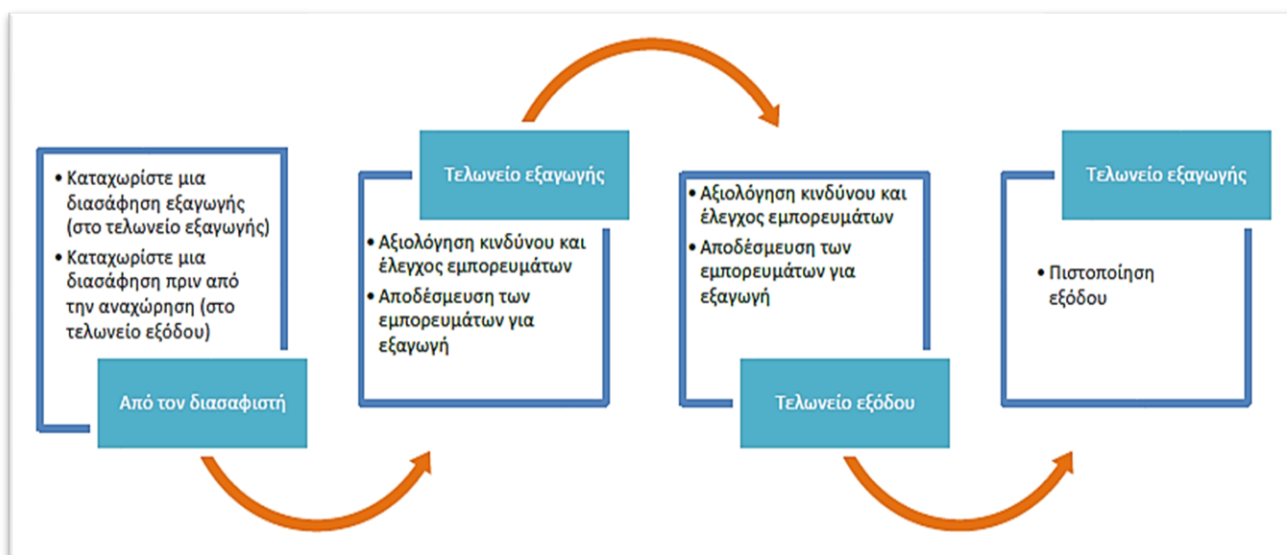 • Καταχωρίστε μια
διασάφηση εξαγωγής
(στο τελωνείο εξαγωγής)
• Καταχωρίστε μια
διασάφηση πριν από
την αναχώρηση (στο
τελωνείο εξόδου)
Από τον διασαφιστή
Τελωνείο εξαγωγής
• Αξιολόγηση κινδύνου και
έλεγχος εμπορευμάτων
• Αποδέσμευση των
εμπορευμάτων για
εξαγωγή
• Αξιολόγηση κινδύνου και
έλεγχος εμπορευμάτων
• Αποδέσμευση των
εμπορευμάτων για
εξαγωγή
Τελωνείο εξόδου
Τελωνείο εξαγωγής
• Πιστοποίηση
εξόδου